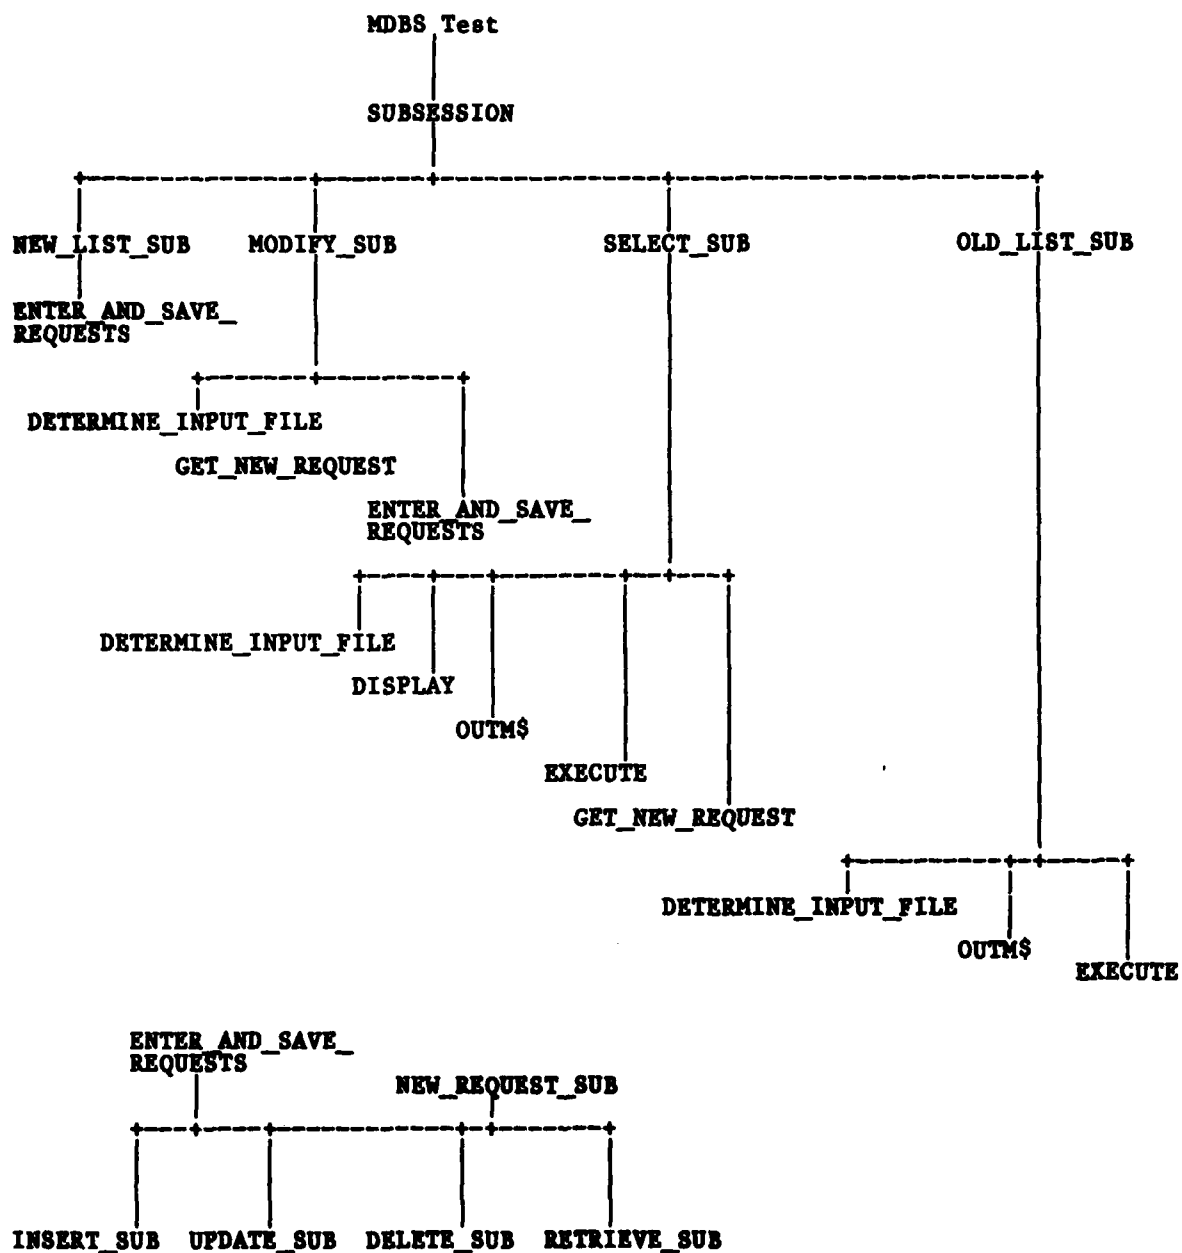 MDBS Test
SUBSESSION
NEW_LIST_SUB MODIFY_SUB SELECT_SUB OLD_LIST_SUB
ENTER_AND_SAVE_
REQUESTS
DETERMINE_INPUT_FILE
GET_NEW_REQUEST
ENTER_AND_SAVE_
REQUESTS
DETERMINE_INPUT_FILE
DISPLAY
OUTM$
EXECUTE
GET_NEW_REQUEST
DETERMINE_INPUT_FILE
OUTM$
EXECUTE
ENTER_AND_SAVE_
REQUESTS
NEW_REQUEST_SUB
INSERT_SUB UPDATE_SUB DELETE_SUB RETRIEVE_SUB